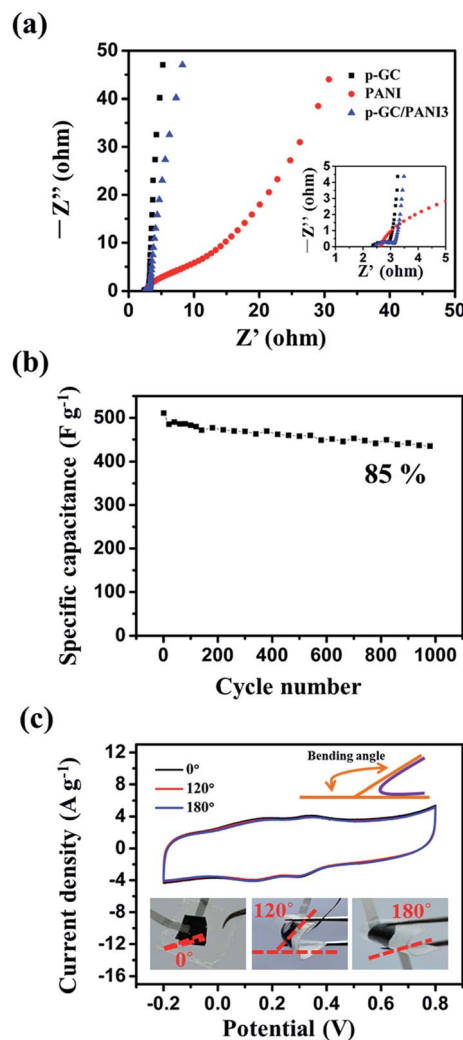 (a)
50
40
30
20
10
0
−Z'' (ohm)
p-GC
PANI
p-GC/PANI3
5
4
3
2
1
0
−Z'' (ohm)
1 2 3 4 5
Z' (ohm)
0 10 20 30 40 50
Z' (ohm)
(b)
500
400
300
200
100
0
Specific capacitance (F g⁻¹)
85 %
0 200 400 600 800 1000
Cycle number
(c)
12
8
4
0
-4
-8
-12
-16
Current density (A g⁻¹)
0°
120°
180°
Bending angle
0°
120°
180°
-0.2 0.0 0.2 0.4 0.6 0.8
Potential (V)